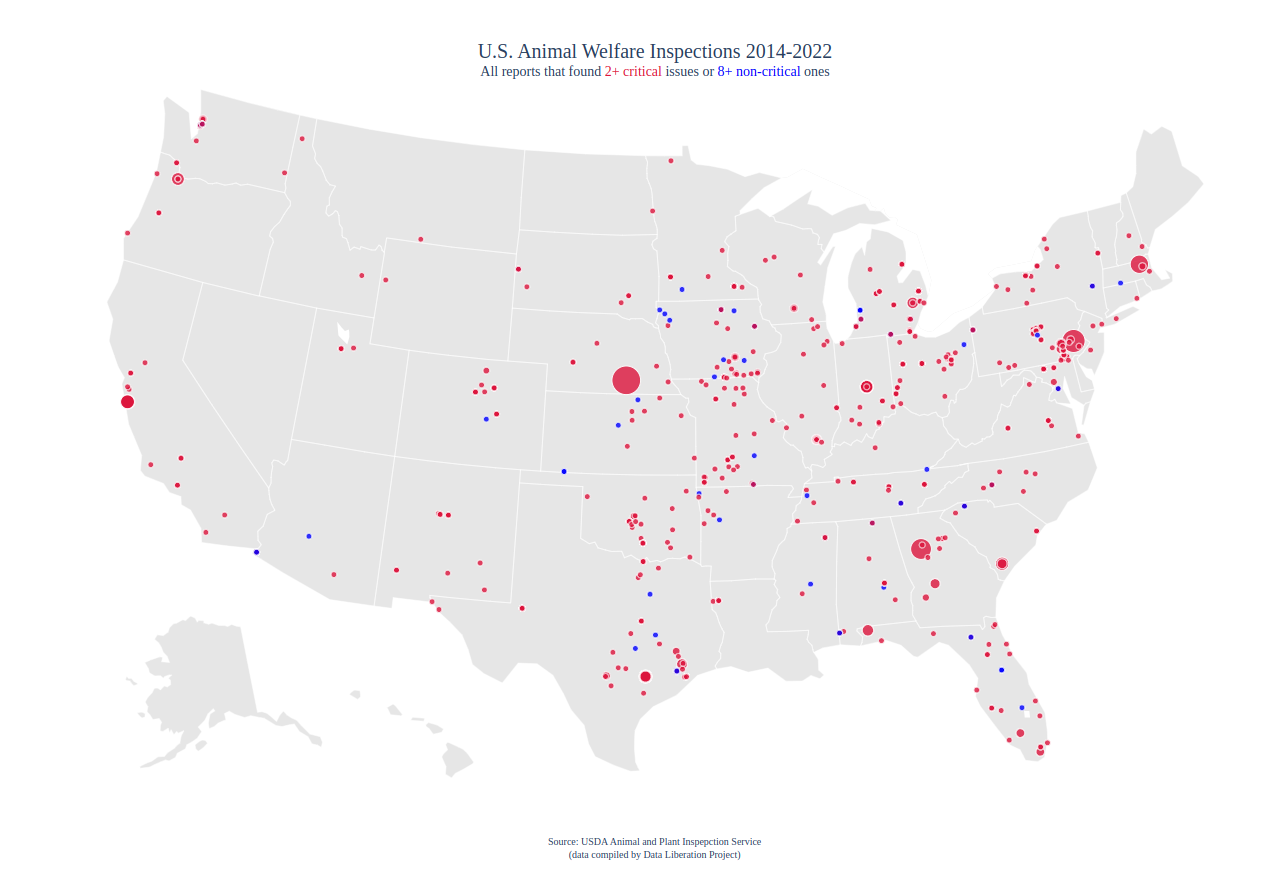 U.S. Animal Welfare Inspections 2014-2022
All reports that found 2+ critical issues or 8+ non-critical ones
Source: USDA Animal and Plant Inspepction Service
(data compiled by Data Liberation Project)